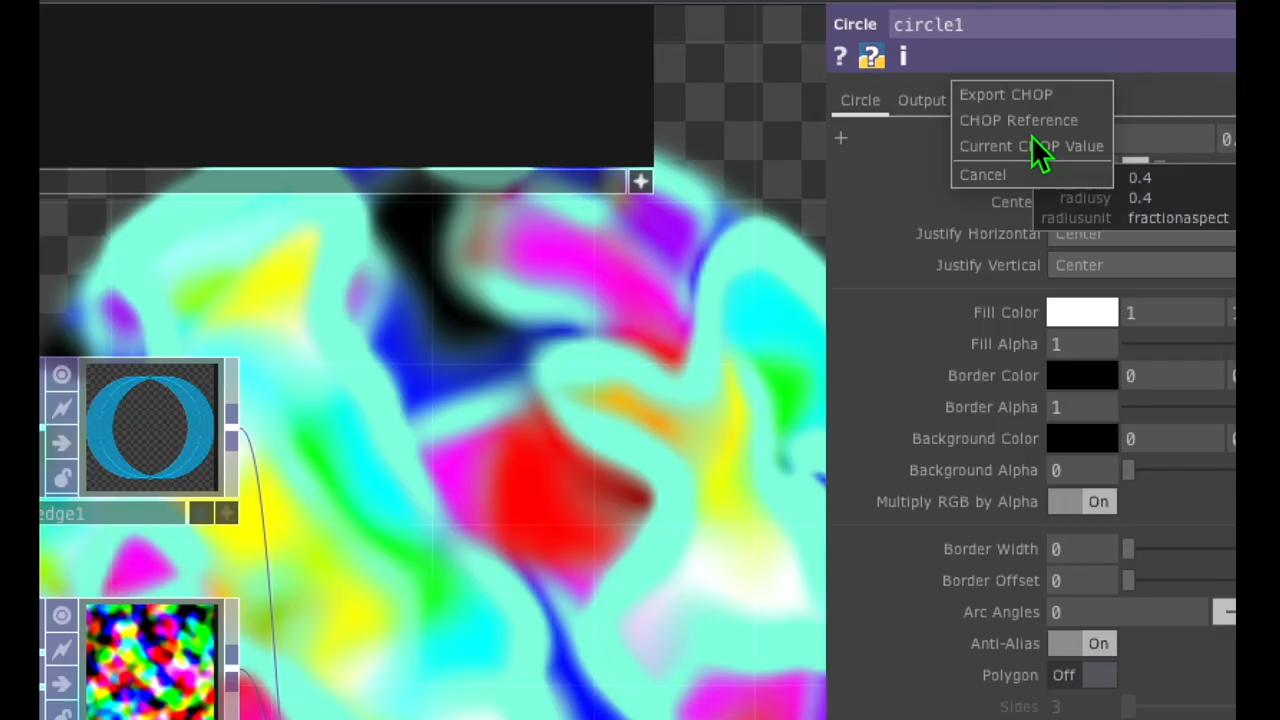 Circle circle1
? ? i
Circle Output
Export CHOP
CHOP Reference
Current CHOP Value
Cancel
+ 0.
0.4
radiusy 0.4
radiusunit fractionaspect
Cente
Justify Horizontal Center
Justify Vertical Center
Fill Color 1
Fill Alpha 1
Border Color 0
Border Alpha 1
Background Color 0
Background Alpha 0
Multiply RGB by Alpha On
Border Width 0
Border Offset 0
Arc Angles 0
Anti-Alias On
Polygon Off
Sides 3
edge1